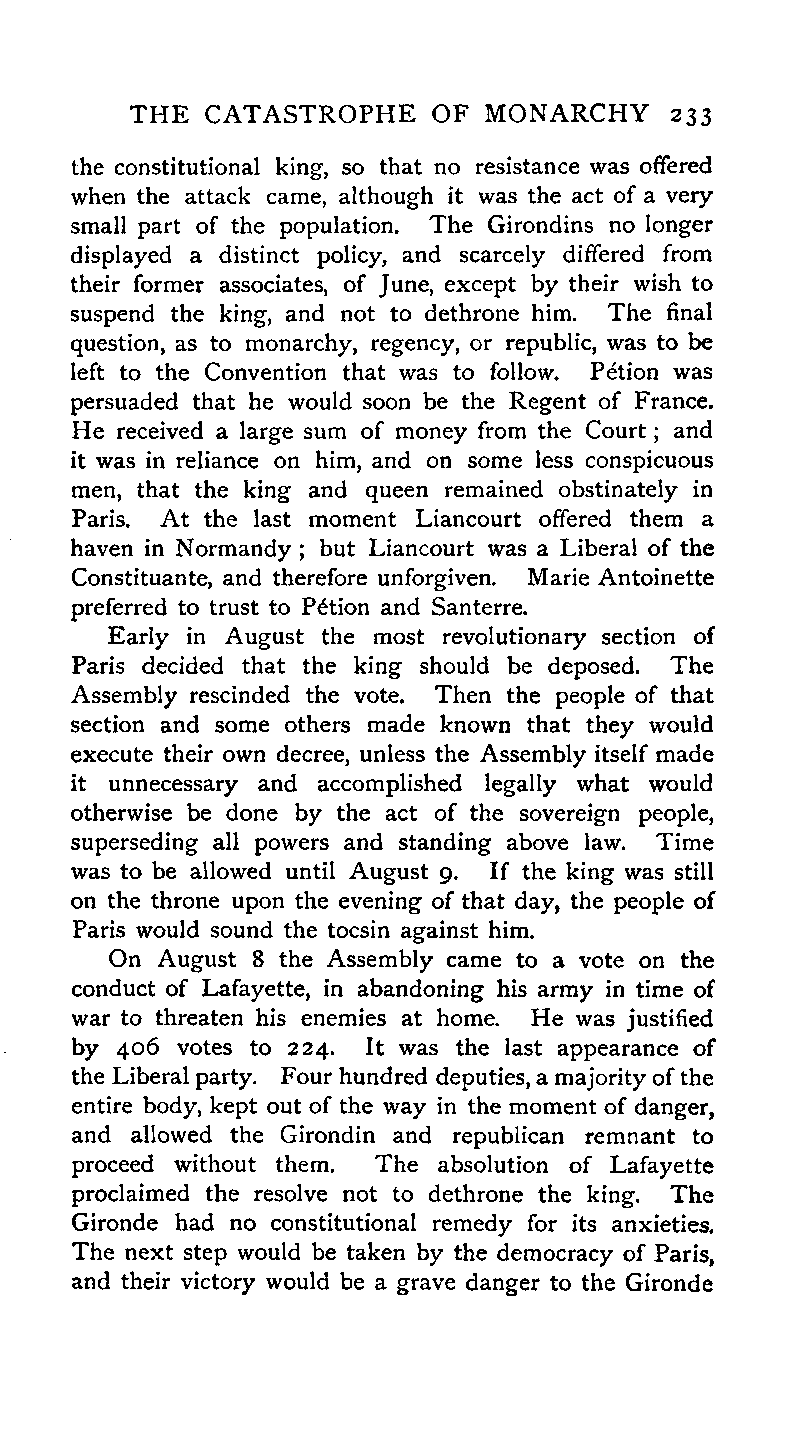 THE CATASTROPHE OF MONARCHY 233
the constitutional king, so that no resistance was offered
when the attack came, although it was the act of a very
small part of the population. The Girondins no longer
displayed a distinct policy, and scarcely differed from
their former associates, of June, except by their wish to
suspend the king, and not to dethrone him. The final
question, as to monarchy, regency, or republic, was to be
left to the Convention that was to follow. Pétion was
persuaded that he would soon be the Regent of France.
He received a large sum of money from the Court ; and
it was in reliance on him, and on some less conspicuous
men, that the king and queen remained obstinately in
Paris. At the last moment Liancourt offered them a
haven in Normandy ; but Liancourt was a Liberal of the
Constituante, and therefore unforgiven. Marie Antoinette
preferred to trust to Pétion and Santerre.
Early in August the most revolutionary section of
Paris decided that the king should be deposed. The
Assembly rescinded the vote. Then the people of that
section and some others made known that they would
execute their own decree, unless the Assembly itself made
it unnecessary and accomplished legally what would
otherwise be done by the act of the sovereign people,
superseding all powers and standing above law. Time
was to be allowed until August 9. If the king was still
on the throne upon the evening of that day, the people of
Paris would sound the tocsin against him.
On August 8 the Assembly came to a vote on the
conduct of Lafayette, in abandoning his army in time of
war to threaten his enemies at home. He was justified
by 406 votes to 224. It was the last appearance of
the Liberal party. Four hundred deputies, a majority of the
entire body, kept out of the way in the moment of danger,
and allowed the Girondin and republican remnant to
proceed without them. The absolution of Lafayette
proclaimed the resolve not to dethrone the king. The
Gironde had no constitutional remedy for its anxieties.
The next step would be taken by the democracy of Paris,
and their victory would be a grave danger to the Gironde